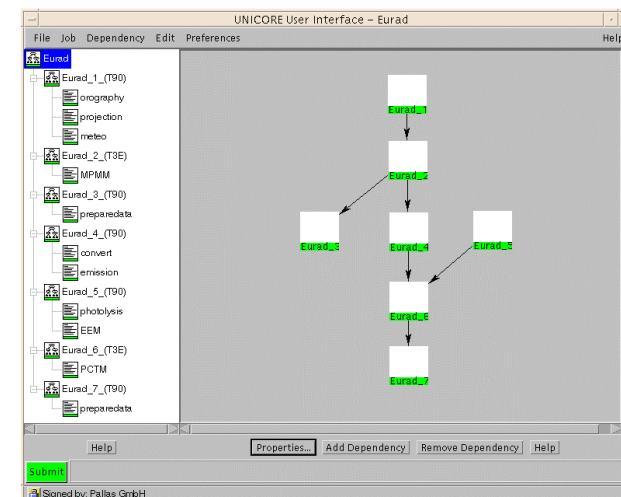 UNICORE User Interface – Eurad
File Job Dependency Edit Preferences Help
Eurad
Eurad_1_(T90)
orography
projection
meteo
Eurad_2_(T3E)
MPMM
Eurad_3_(T90)
preparedata
Eurad_4_(T90)
convert
emission
Eurad_5_(T90)
photolysis
EEM
Eurad_6_(T3E)
PCTM
Eurad_7_(T90)
preparedata
Eurad_1
Eurad_2
Eurad_3 Eurad_4 Eurad_5
Eurad_6
Eurad_7
Help Properties... Add Dependency Remove Dependency Help
Submit
Signed by: Pallas GmbH